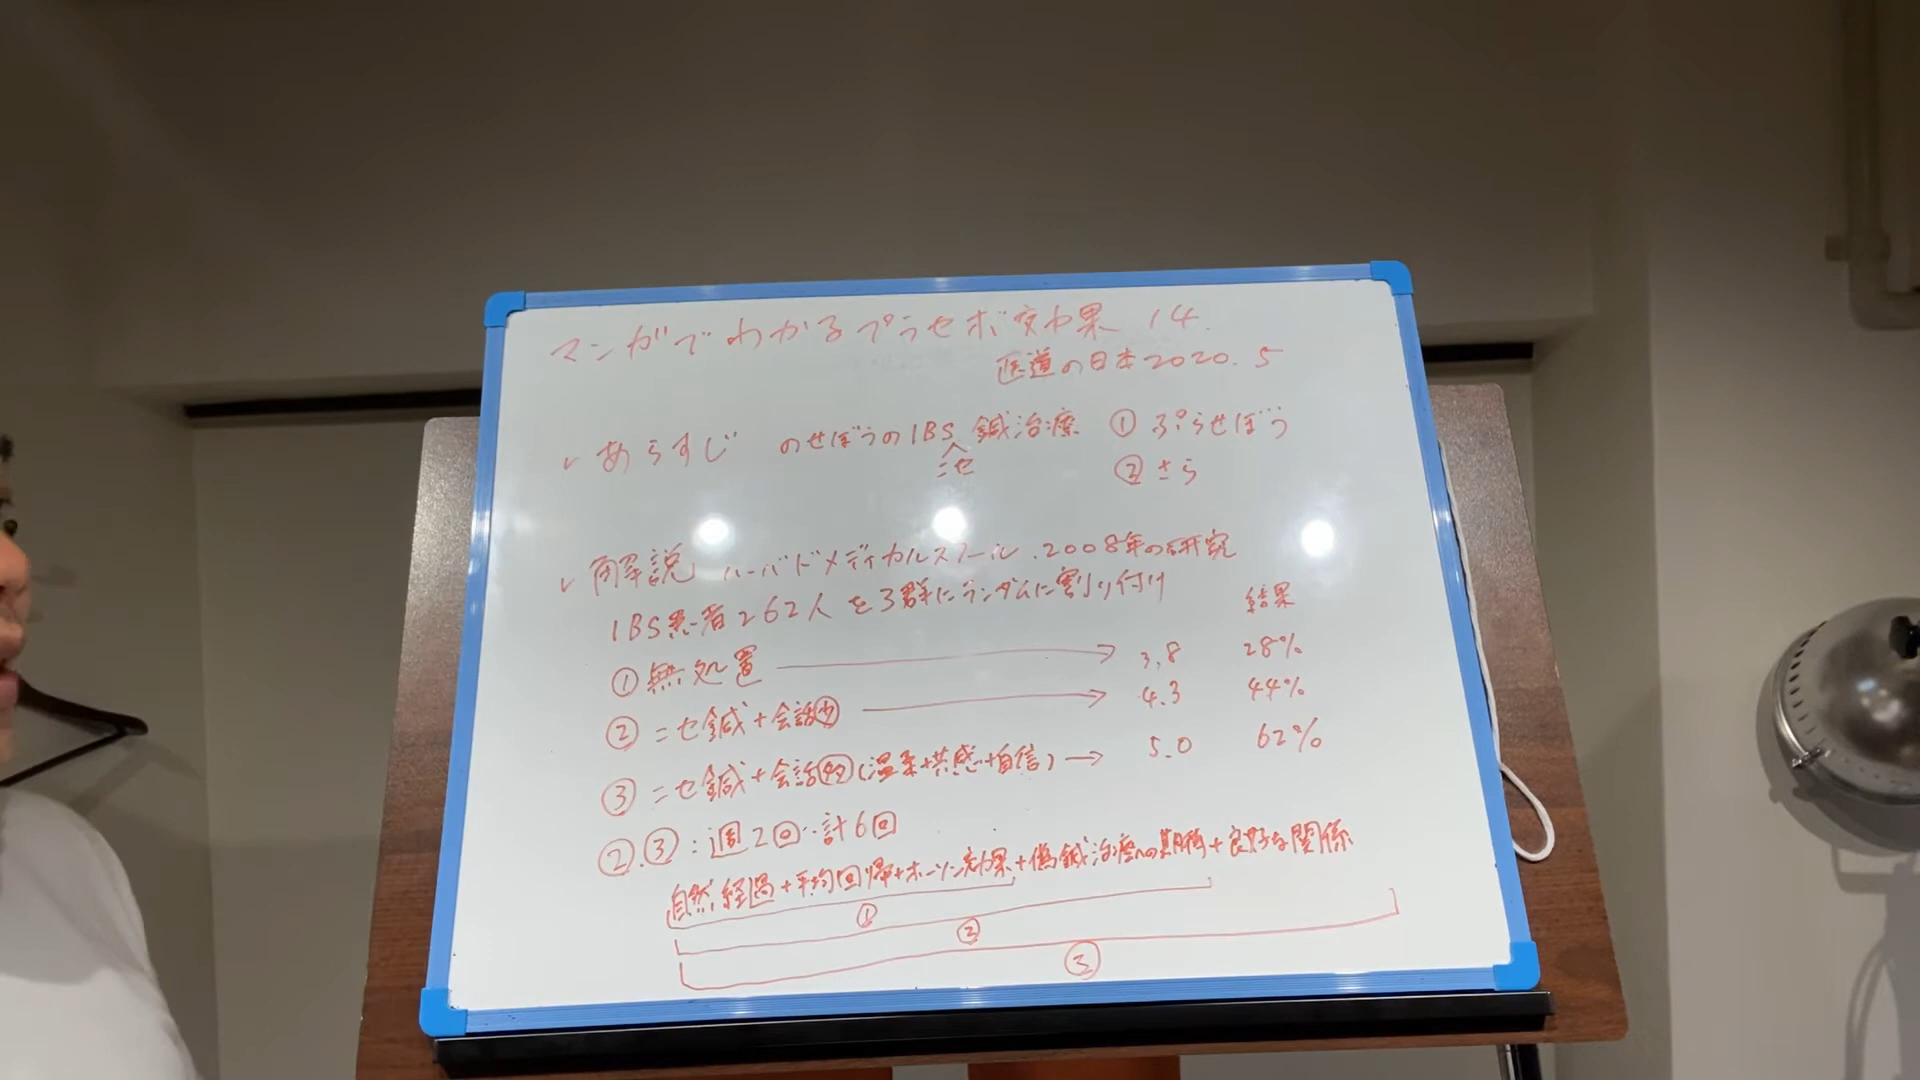 マンガでわかるプラセボ効果 14.
医道の日本2020.5
✓ あらすじ のせぼうのIBS 鍼治療 ① ぷらせぼう
ニセ ② さら
✓ 解説 ハーバードメディカルスクール.2008年の研究
IBS患者262人を3群にランダムに割り付け 結果
① 無処置 → 3.8 28%
② ニセ鍼+会話少 → 4.3 44%
③ ニセ鍼+会話多(温柔+共感+自信) → 5.0 62%
②.③:週2回…計6回
自然経過+平均回帰+ホーソン効果+偽鍼治療への期待+良好な関係
①
②
③